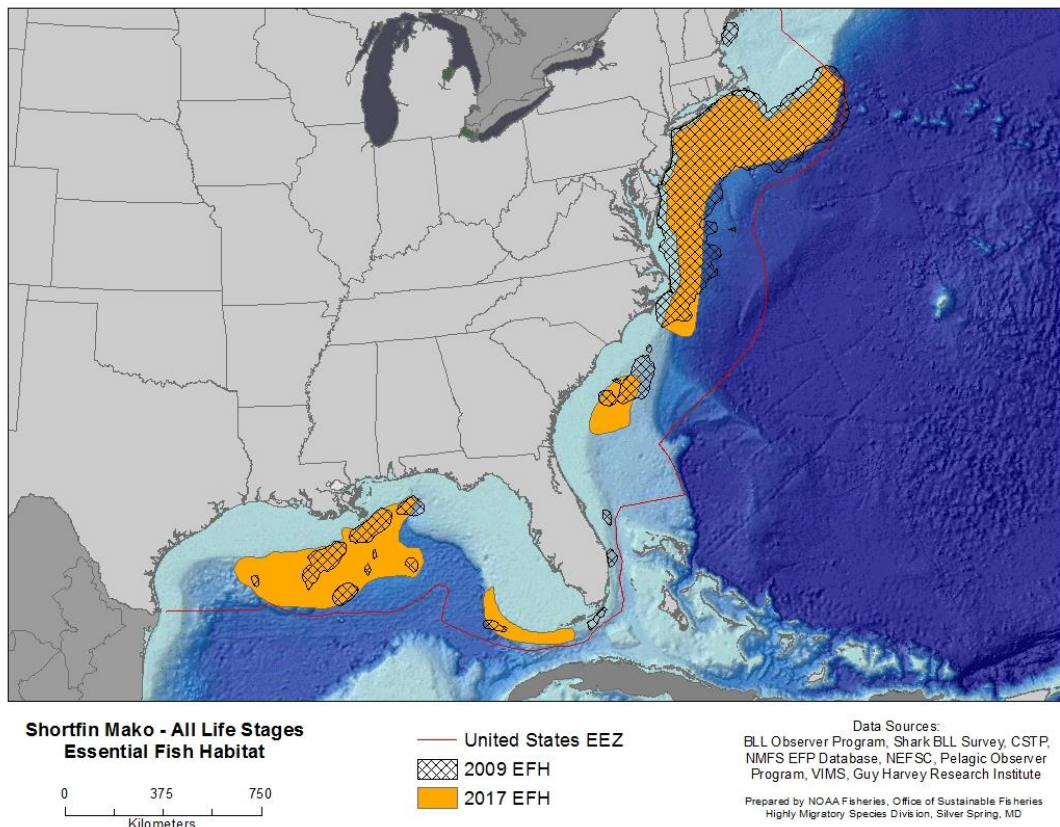 Shortfin Mako - All Life Stages
Essential Fish Habitat
0 375 750
Kilometers
United States EEZ
2009 EFH
2017 EFH
Data Sources:
BLL Observer Program, Shark BLL Survey, CSTP,
NMFS EFP Database, NEFSC, Pelagic Observer
Program, VIMS, Guy Harvey Research Institute
Prepared by NOAA Fisheries, Office of Sustainable Fisheries
Highly Migratory Species Division, Silver Spring, MD